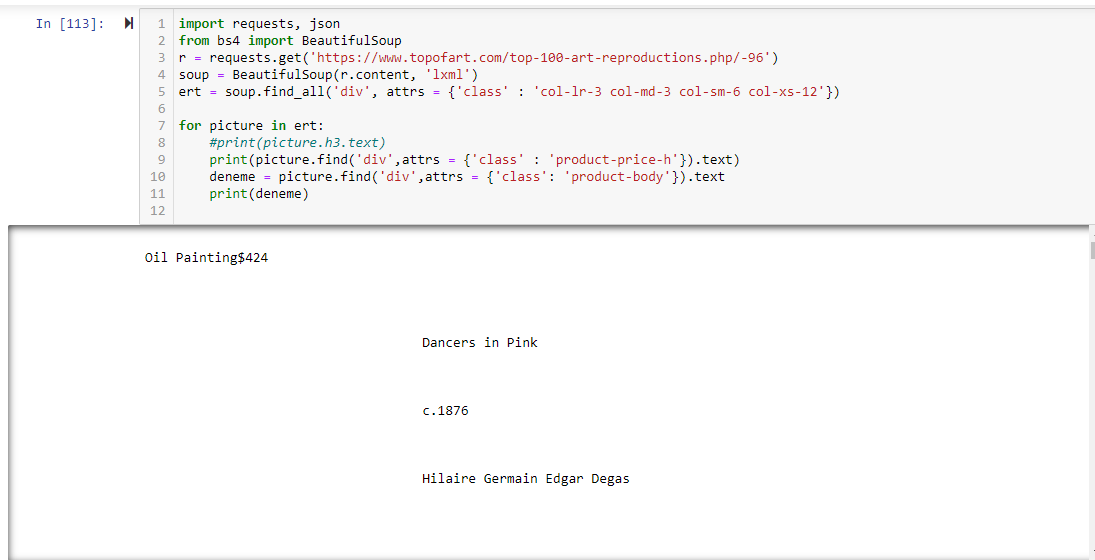 In [113]:
1 import requests, json
2 from bs4 import BeautifulSoup
3 r = requests.get('https://www.topofart.com/top-100-art-reproductions.php/-96')
4 soup = BeautifulSoup(r.content, 'lxml')
5 ert = soup.find_all('div', attrs = {'class' : 'col-lr-3 col-md-3 col-sm-6 col-xs-12'})
6
7 for picture in ert:
8     #print(picture.h3.text)
9     print(picture.find('div',attrs = {'class' : 'product-price-h'}).text)
10     deneme = picture.find('div',attrs = {'class': 'product-body'}).text
11     print(deneme)
12
Oil Painting$424
Dancers in Pink
c.1876
Hilaire Germain Edgar Degas